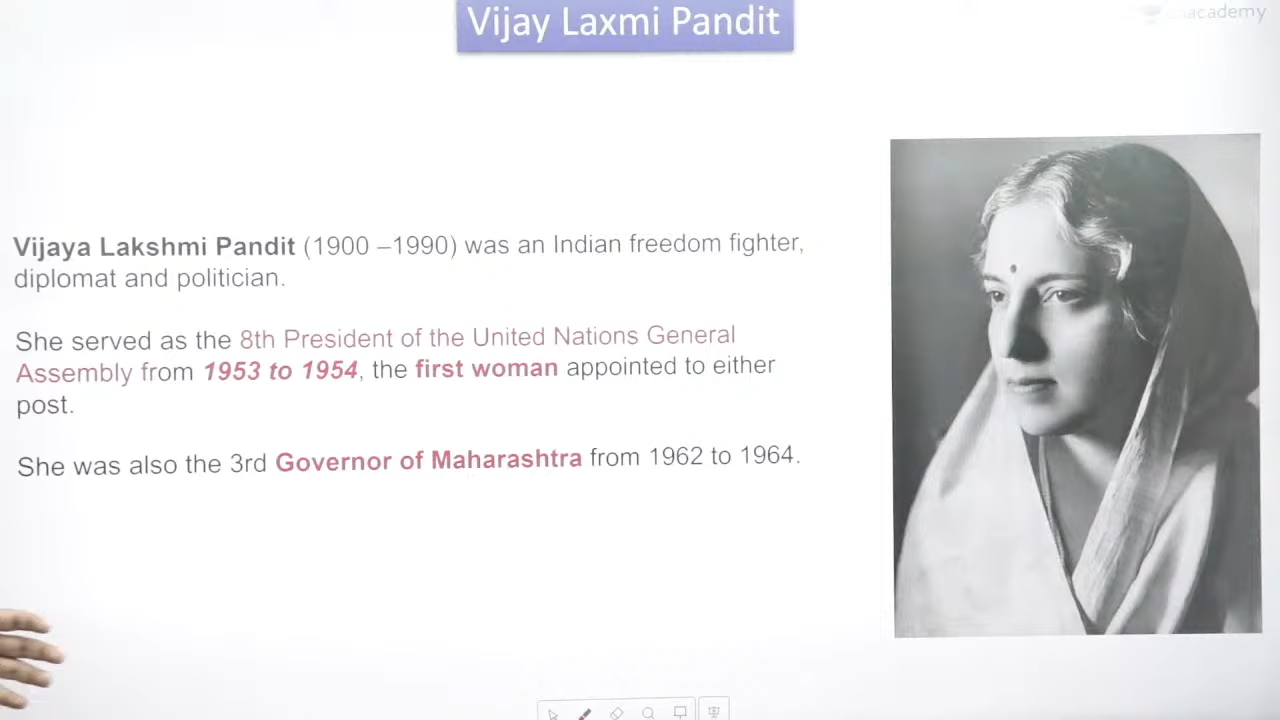 Vijay Laxmi Pandit
unacademy
Vijaya Lakshmi Pandit (1900 –1990) was an Indian freedom fighter,
diplomat and politician.
She served as the 8th President of the United Nations General
Assembly from 1953 to 1954, the first woman appointed to either
post.
She was also the 3rd Governor of Maharashtra from 1962 to 1964.